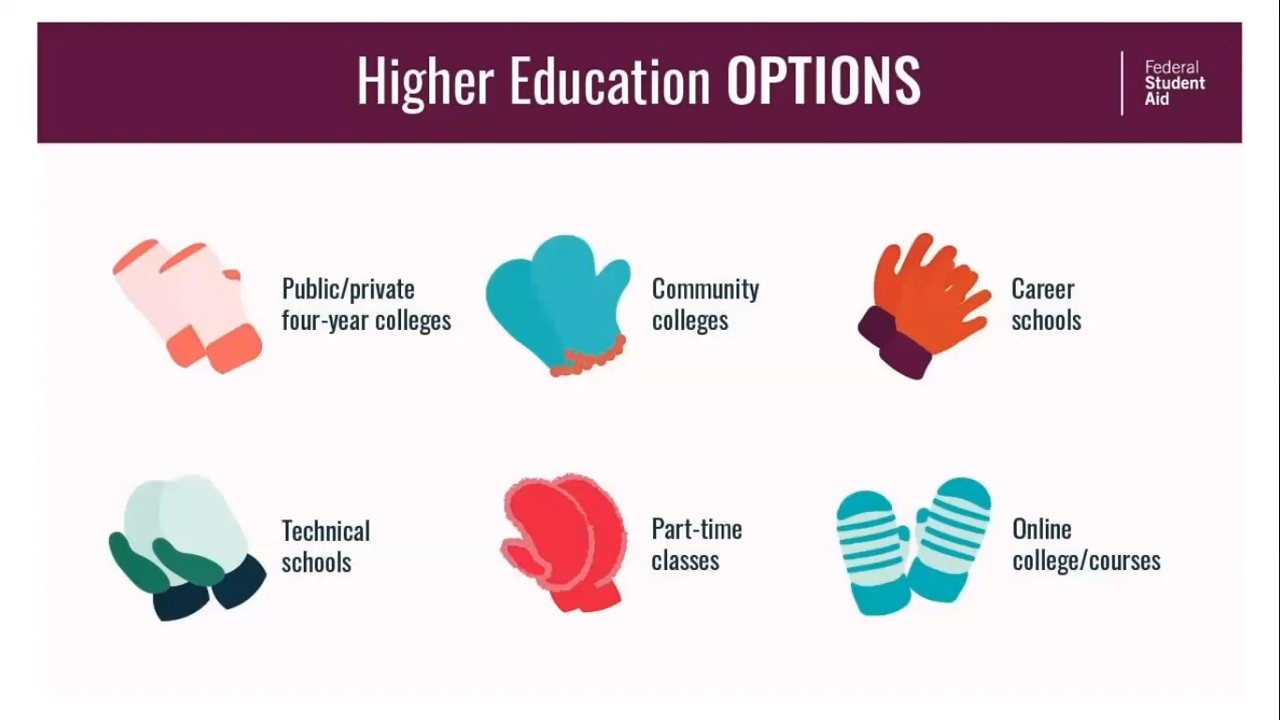 Higher Education OPTIONS
Federal
Student
Aid
Public/private
four-year colleges
Community
colleges
Career
schools
Technical
schools
Part-time
classes
Online
college/courses